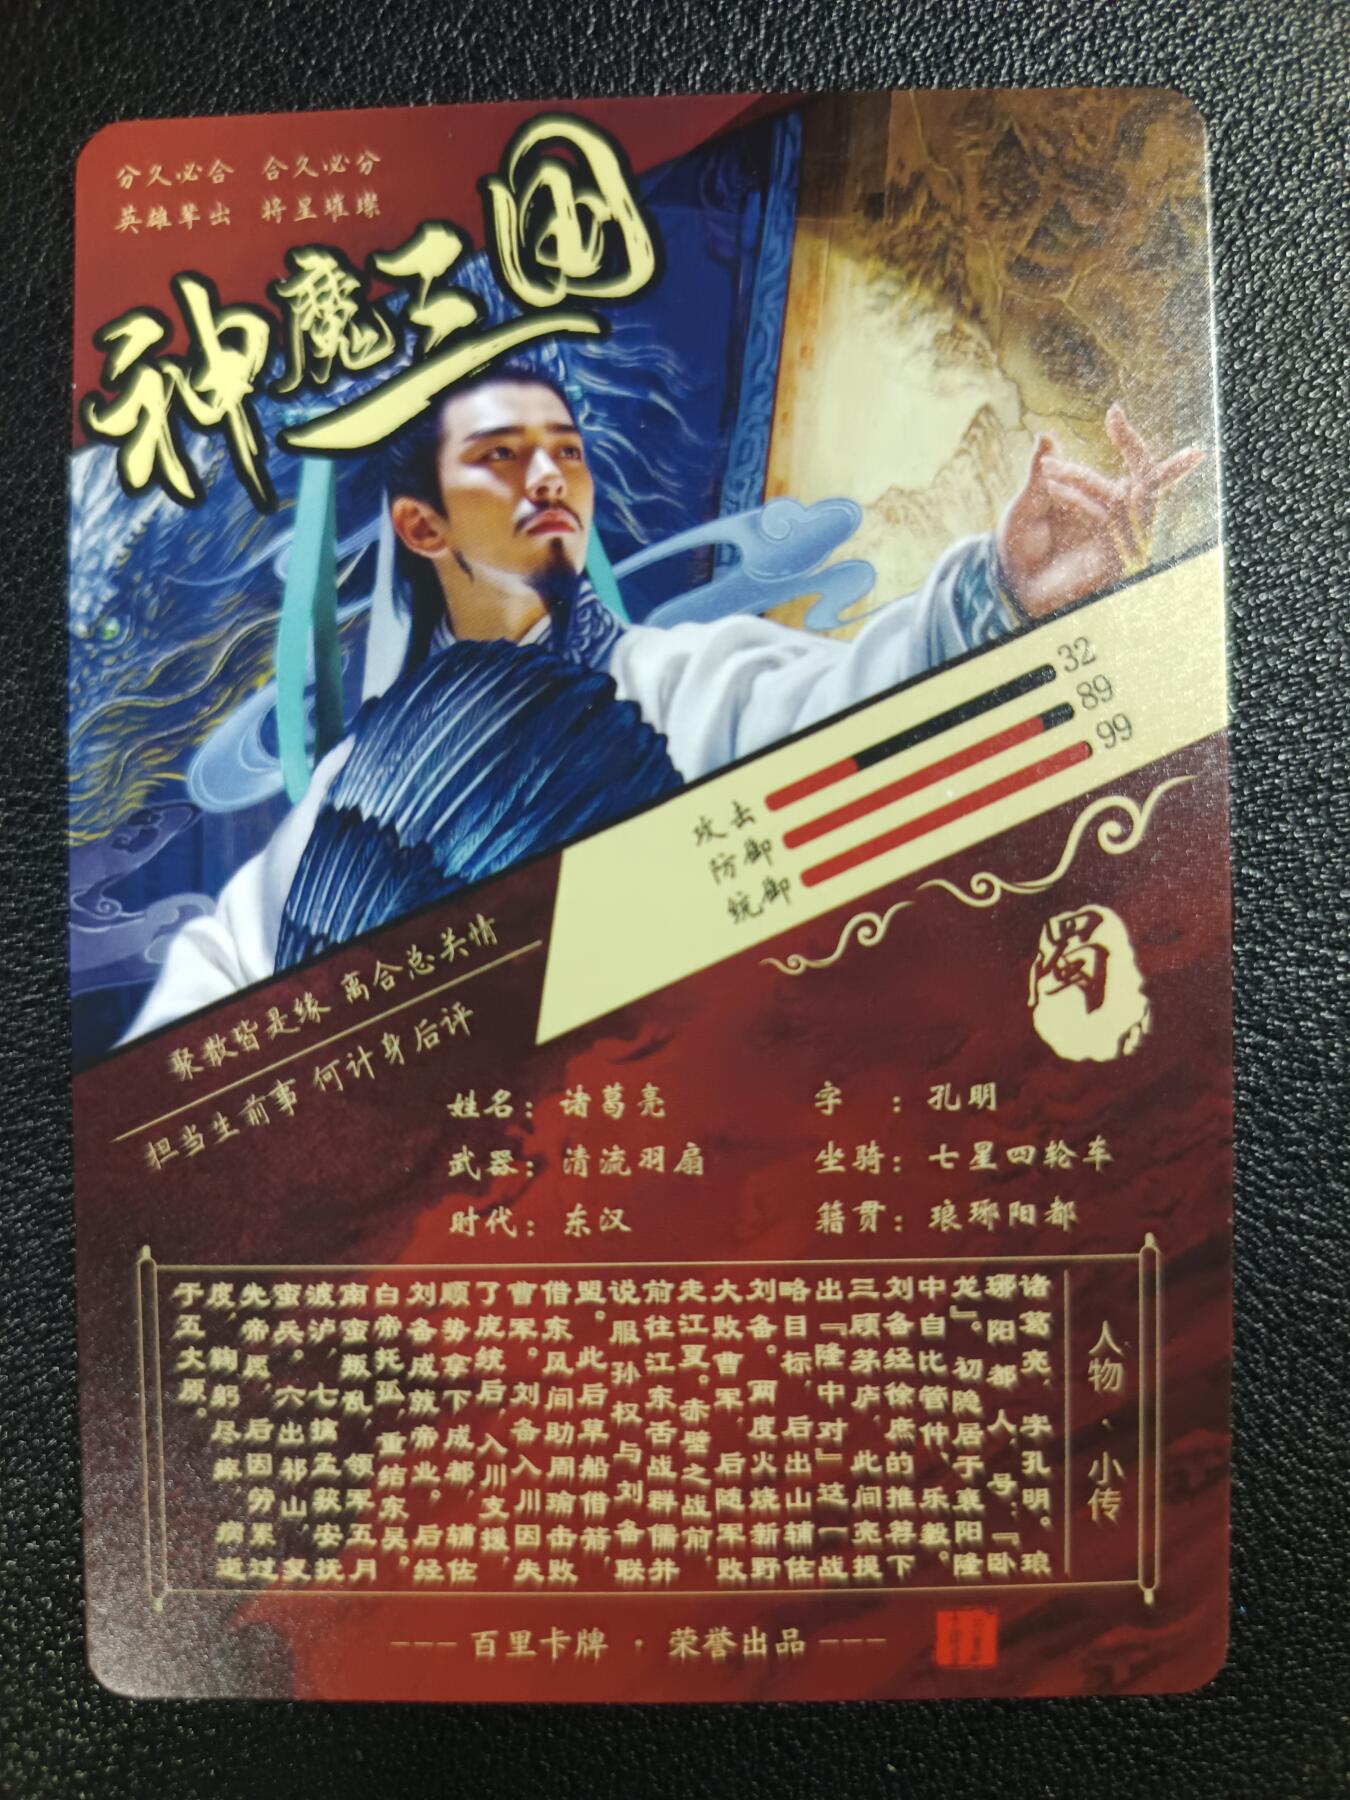 分久必合 合久必分
英雄辈出 将星璀璨
神魔三国
攻击 32
防御 89
统御 99
聚散皆是缘 离合总关情
担当生前事 何计身后评
蜀
姓名：诸葛亮 字：孔明
武器：清流羽扇 坐骑：七星四轮车
时代：东汉 籍贯：琅琊阳都
人物·小传
诸葛亮，字孔明。琅
琊阳都人，号：『卧
龙』。初隐居于襄阳隆
中，自比管仲、乐毅。
刘备经徐庶的推荐下
三顾茅庐，此间亮提
出『隆中对』这一战
略目标，后出山辅佐
刘备。两度火烧新野
大败曹军，后随军败
走江夏。赤壁之战前，
前往江东舌战群儒并
说服孙权与刘备联
盟。此后草船借箭，
借东风间助周瑜击败
曹军。刘备入川因失
了庞统后，入川支援，
顺势拿下成都，辅佐
刘备成就帝业。后经
白帝托孤，重结东吴。
南蛮叛乱，领军五月
渡泸，七擒孟获，安抚
蛮兵。六出祁山，复
先帝愿，后因劳累过
度，鞠躬尽瘁，病逝
于五大原。
--- 百里卡牌 · 荣誉出品 ---